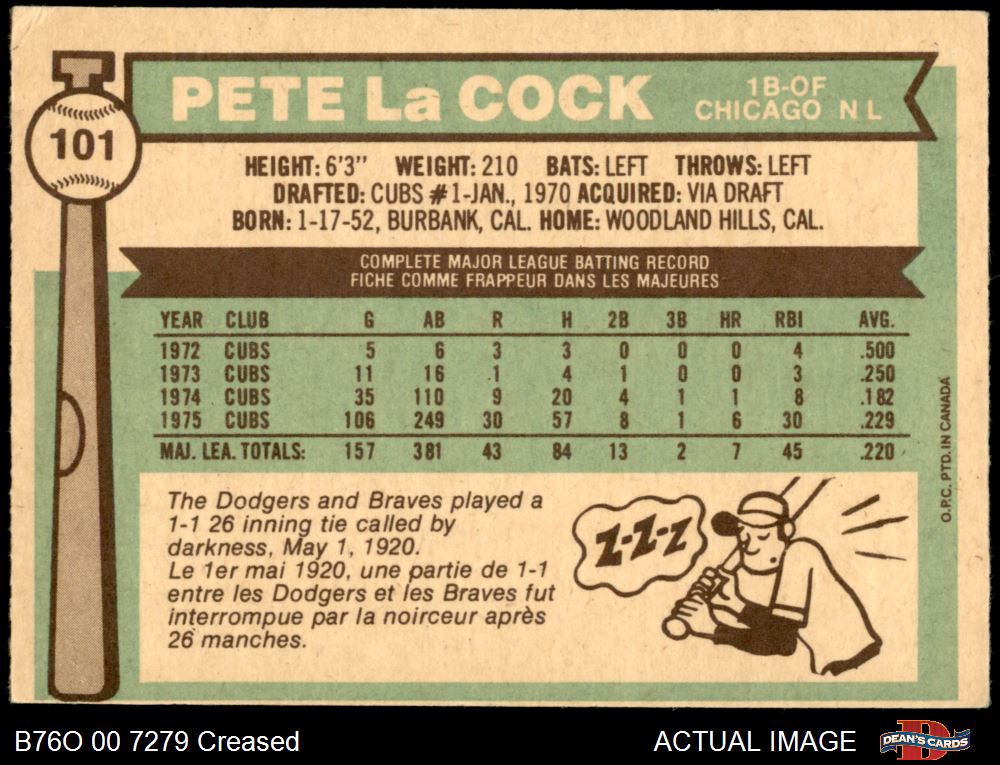 101
PETE La COCK
1B-OF
CHICAGO N L
HEIGHT: 6'3" WEIGHT: 210 BATS: LEFT THROWS: LEFT
DRAFTED: CUBS #1-JAN., 1970 ACQUIRED: VIA DRAFT
BORN: 1-17-52, BURBANK, CAL. HOME: WOODLAND HILLS, CAL.
COMPLETE MAJOR LEAGUE BATTING RECORD
FICHE COMME FRAPPEUR DANS LES MAJEURES
YEAR CLUB G AB R H 2B 3B HR RBI AVG.
1972 CUBS 5 6 3 3 0 0 0 4 .500
1973 CUBS 11 16 1 4 1 0 0 3 .250
1974 CUBS 35 110 9 20 4 1 1 8 .182
1975 CUBS 106 249 30 57 8 1 6 30 .229
MAJ. LEA. TOTALS: 157 381 43 84 13 2 7 45 .220
The Dodgers and Braves played a
1-1 26 inning tie called by
darkness, May 1, 1920.
Le 1er mai 1920, une partie de 1-1
entre les Dodgers et les Braves fut
interrompue par la noirceur après
26 manches.
Z-Z-Z
O.P.C. PTD. IN CANADA
B76O 00 7279 Creased
ACTUAL IMAGE
D
DEAN'S CARDS